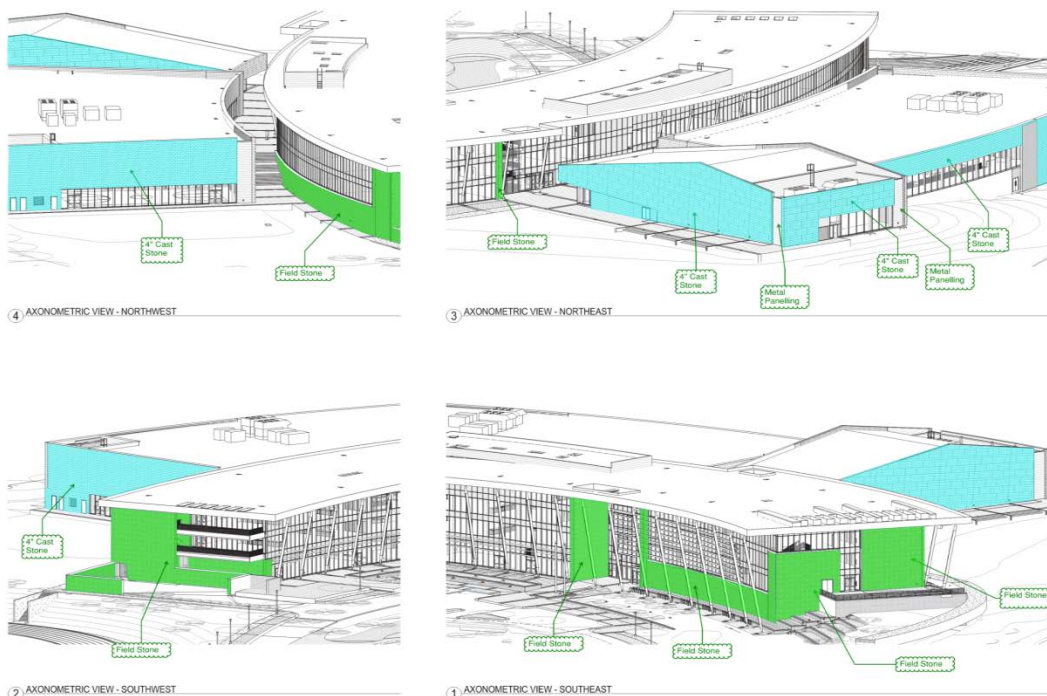 4" Cast
Stone
Field Stone
4 AXONOMETRIC VIEW - NORTHWEST
Field Stone
4" Cast
Stone
Metal
Panelling
4" Cast
Stone
4" Cast
Stone
Metal
Panelling
3 AXONOMETRIC VIEW - NORTHEAST
4" Cast
Stone
Field Stone
2 AXONOMETRIC VIEW - SOUTHWEST
Field Stone
Field Stone
Field Stone
Field Stone
1 AXONOMETRIC VIEW - SOUTHEAST